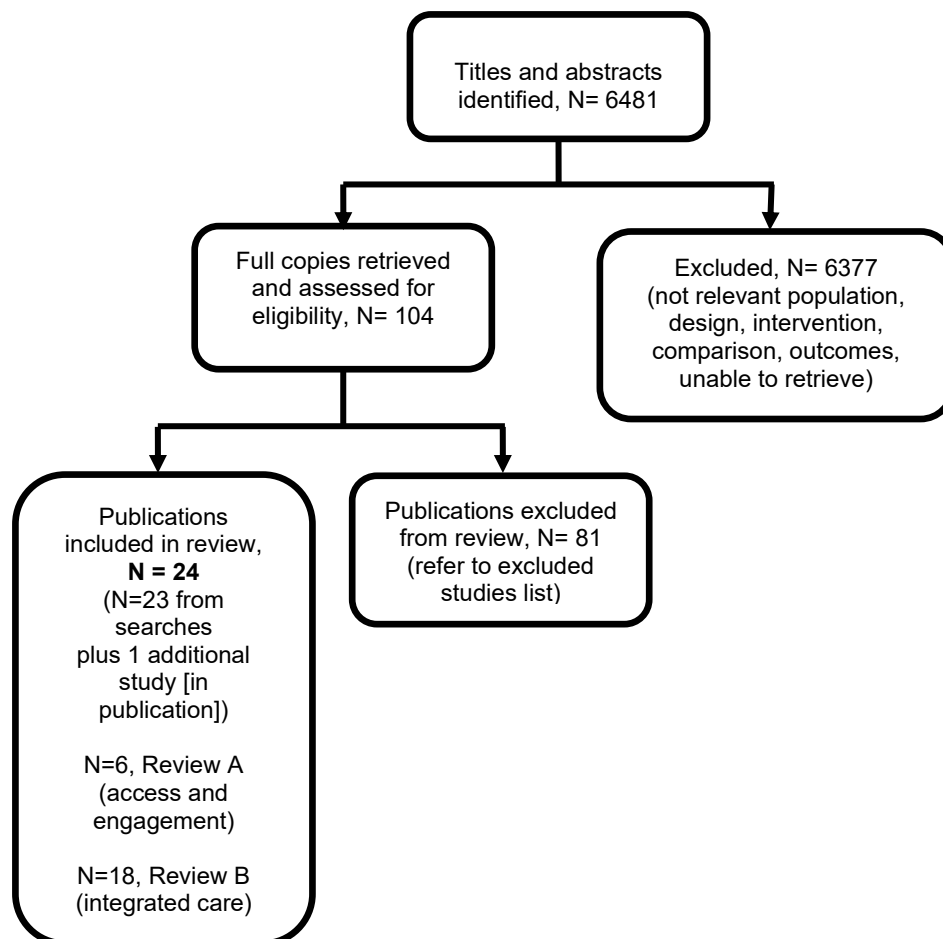 Titles and abstracts
identified, N= 6481
Full copies retrieved
and assessed for
eligibility, N= 104
Excluded, N= 6377
(not relevant population,
design, intervention,
comparison, outcomes,
unable to retrieve)
Publications
included in review,
N = 24
(N=23 from
searches
plus 1 additional
study [in
publication])
N=6, Review A
(access and
engagement)
N=18, Review B
(integrated care)
Publications excluded
from review, N= 81
(refer to excluded
studies list)